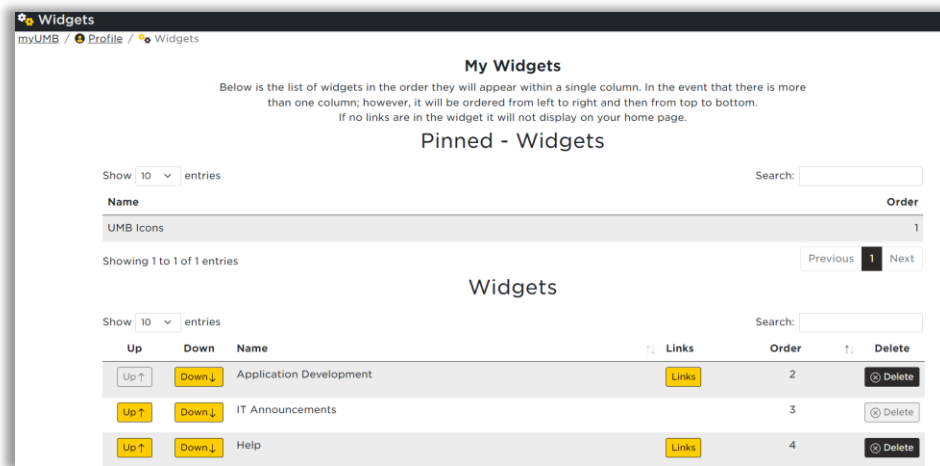 Widgets
myUMB / Profile / Widgets
My Widgets
Below is the list of widgets in the order they will appear within a single column. In the event that there is more
than one column; however, it will be ordered from left to right and then from top to bottom.
If no links are in the widget it will not display on your home page.
Pinned - Widgets
Show 10 entries Search:
Name Order
UMB Icons 1
Showing 1 to 1 of 1 entries Previous 1 Next
Widgets
Show 10 entries Search:
Up Down Name ↑↓ Links Order ↑↓ Delete
Up↑ Down↓ Application Development Links 2 Delete
Up↑ Down↓ IT Announcements 3 Delete
Up↑ Down↓ Help Links 4 Delete